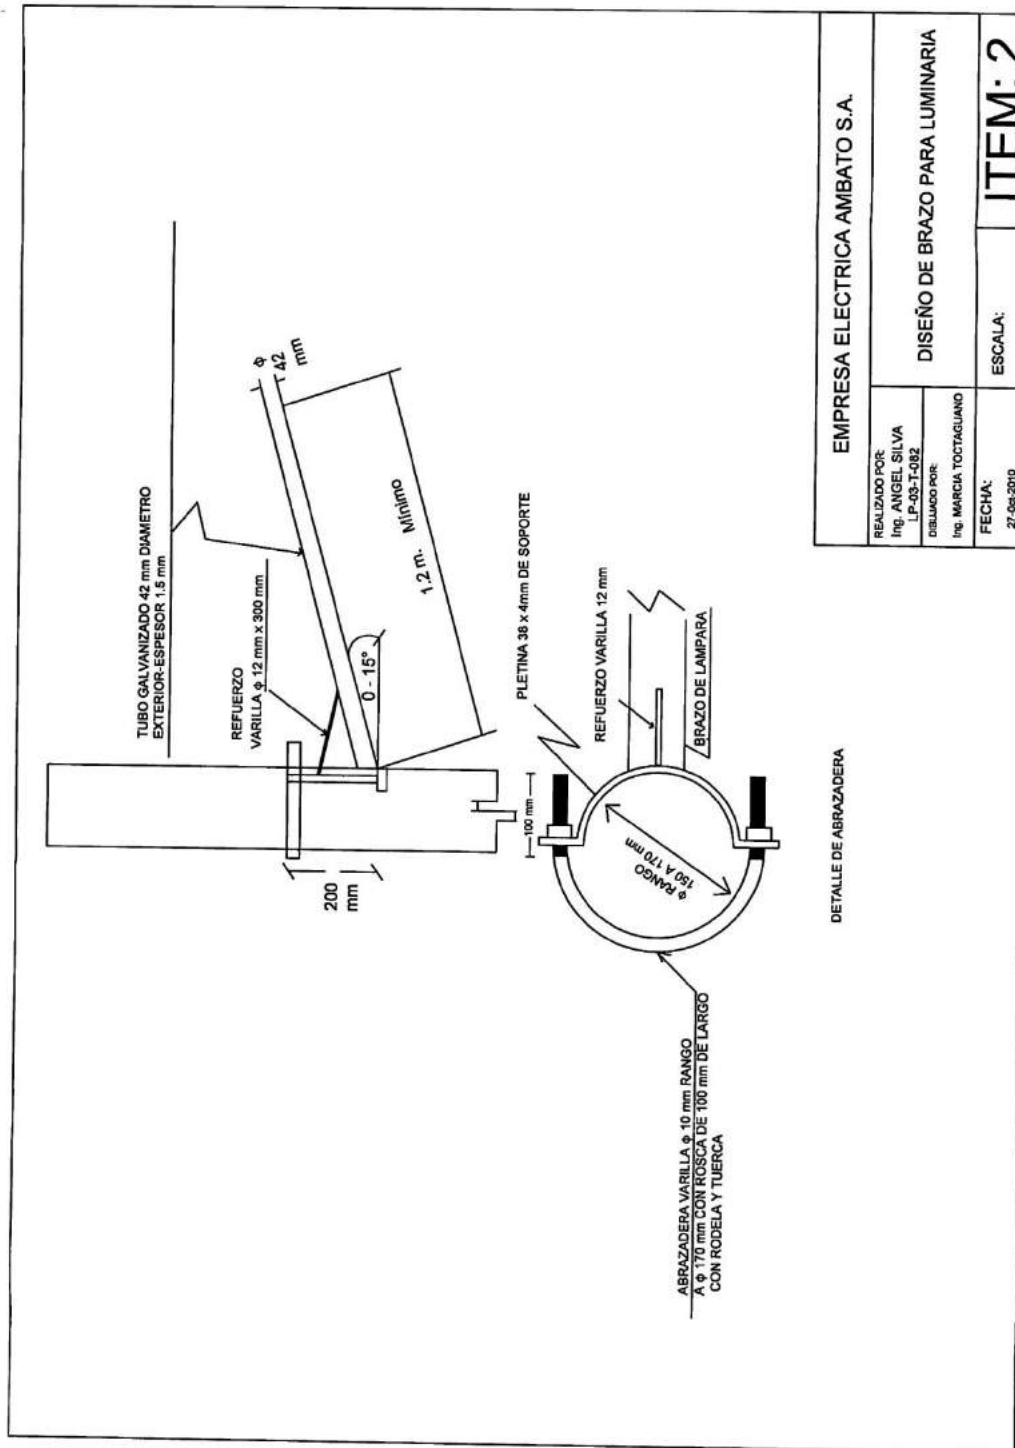 TUBO GALVANIZADO 42 mm DIAMETRO
EXTERIOR-ESPESOR 1.5 mm
REFUERZO
VARILLA ϕ 12 mm x 300 mm
ϕ
42
mm
1.2 m. Mínimo
0 - 15°
200
mm
PLETINA 38 x 4mm DE SOPORTE
REFUERZO VARILLA 12 mm
BRAZO DE LAMPARA
100 mm
ϕ RANGO
150 A 170 mm
ABRAZADERA VARILLA ϕ 10 mm RANGO
A ϕ 170 mm CON ROSCA DE 100 mm DE LARGO
CON RODELA Y TUERCA
DETALLE DE ABRAZADERA
EMPRESA ELECTRICA AMBATO S.A.
REALIZADO POR:
Ing. ANGEL SILVA
LP-03-T-082
DIBUJADO POR:
Ing. MARCIA TOCTAGUANO
DISEÑO DE BRAZO PARA LUMINARIA
FECHA:
27-Oct-2010
ESCALA:
ITEM: 2